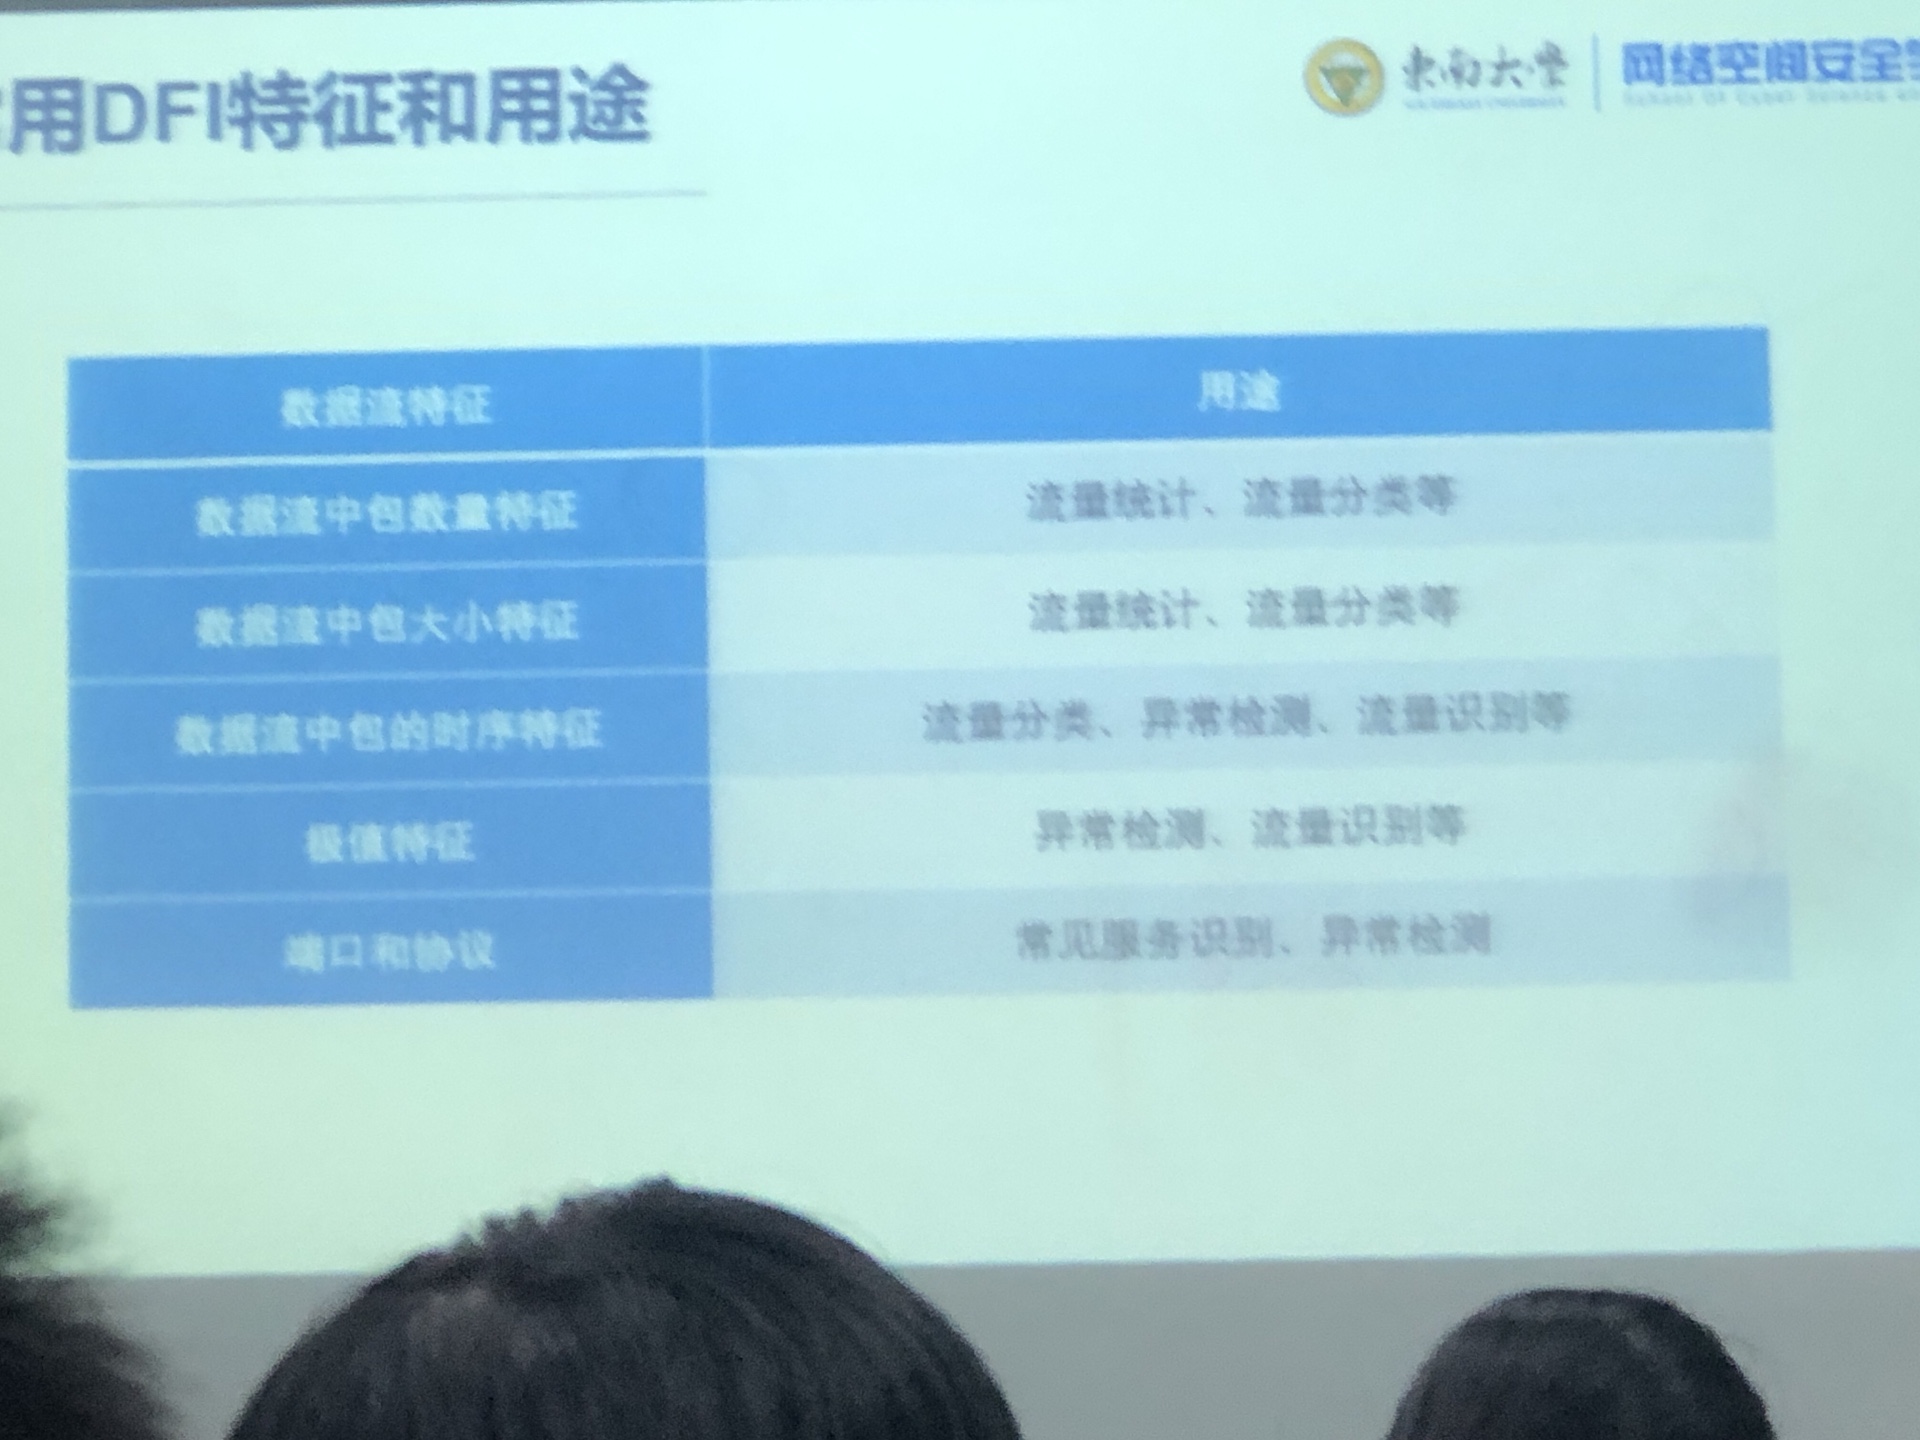 用DFI特征和用途
东南大学
网络空间安全
数据流特征 用途
数据流中包数量特征 流量统计、流量分类等
数据流中包大小特征 流量统计、流量分类等
数据流中包的时序特征 流量分类、异常检测、流量识别等
极值特征 异常检测、流量识别等
端口和协议 常见服务识别、异常检测